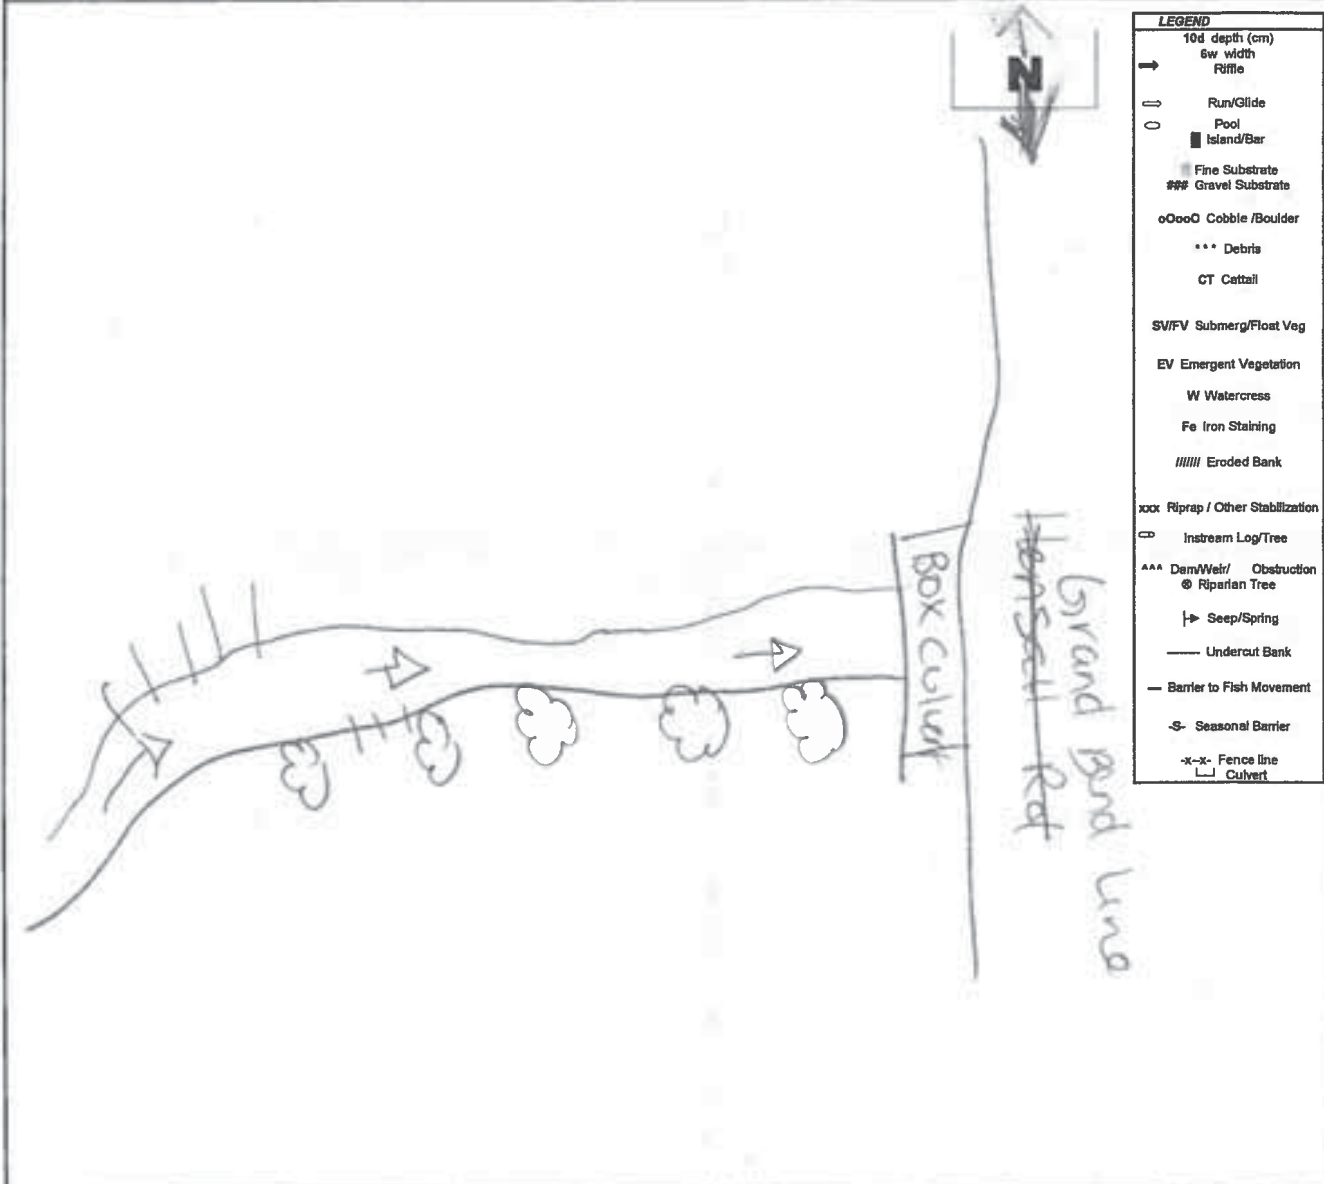 N
LEGEND
10d depth (cm)
6w width
Riffle
Run/Glide
Pool
Island/Bar
Fine Substrate
### Gravel Substrate
oOooO Cobble /Boulder
*** Debris
CT Cattail
SV/FV Submerg/Float Veg
EV Emergent Vegetation
W Watercress
Fe Iron Staining
/////// Eroded Bank
xxx Riprap / Other Stabilization
Instream Log/Tree
^^^ Dam/Weir/ Obstruction
⊗ Riparian Tree
Seep/Spring
Undercut Bank
Barrier to Fish Movement
-S- Seasonal Barrier
-x--x- Fence line
Culvert
Box Culvert
Hensall Rd
Grand Bend Line